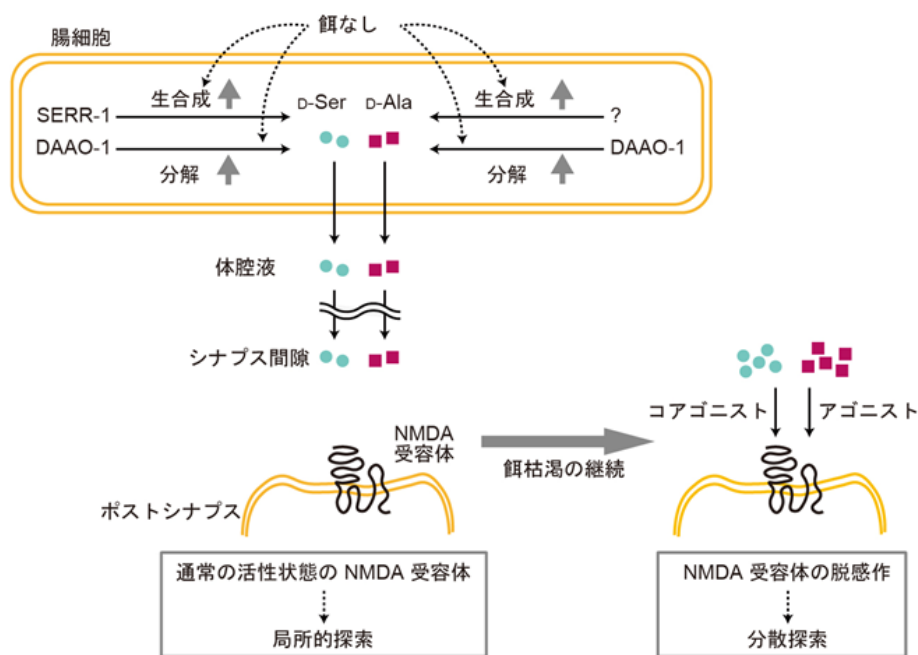 餌なし
腸細胞
生合成
生合成
SERR-1
D-Ser
D-Ala
?
DAAO-1
DAAO-1
分解
分解
体腔液
シナプス間隙
コアゴニスト
アゴニスト
NMDA
受容体
餌枯渇の継続
ポストシナプス
通常の活性状態の NMDA 受容体
局所的探索
NMDA 受容体の脱感作
分散探索